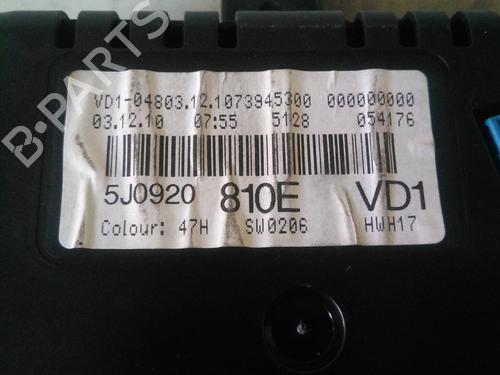 VD1-04803.12.1073945300 000000000
03.12.10 07:55 5128 054176
5J0920 810E VD1
Colour: 47H SW0206 HWH17
B-PARTS